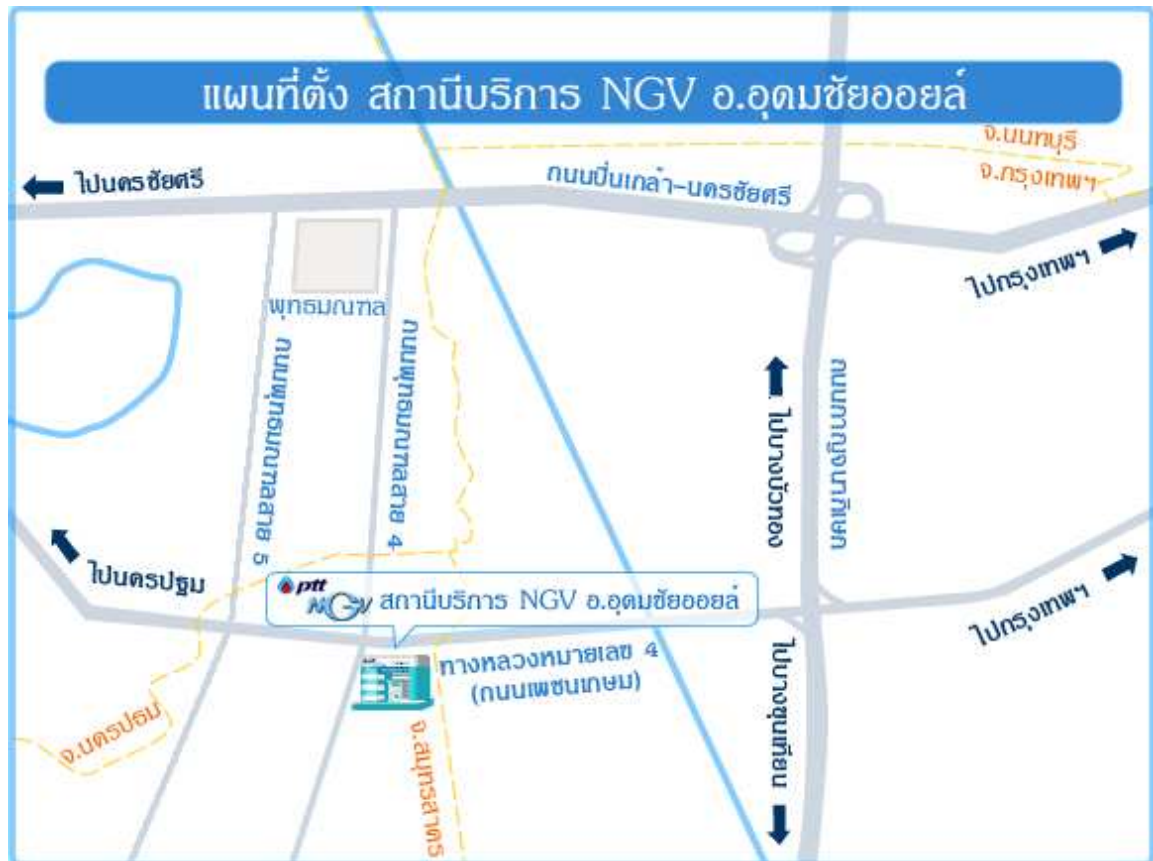 แผนที่ตั้ง สถานีบริการ NGV อ.อุดมชัยออยล์
จ.นนทบุรี
จ.กรุงเทพฯ
ไปนครชัยศรี
ถนนปิ่นเกล้า-นครชัยศรี
ไปกรุงเทพฯ
พุทธมณฑล
ถนนพุทธมณฑลสาย 5
ถนนพุทธมณฑลสาย 4
ไปบางบัวทอง
ถนนกาญจนาภิเษก
ไปนครปฐม
ptt
NGV
สถานีบริการ NGV อ.อุดมชัยออยล์
ไปกรุงเทพฯ
ทางหลวงหมายเลข 4
(ถนนเพชนเกษม)
ไปบางขุนเทียน
จ.นครปฐม
จ.สมุทรสาคร